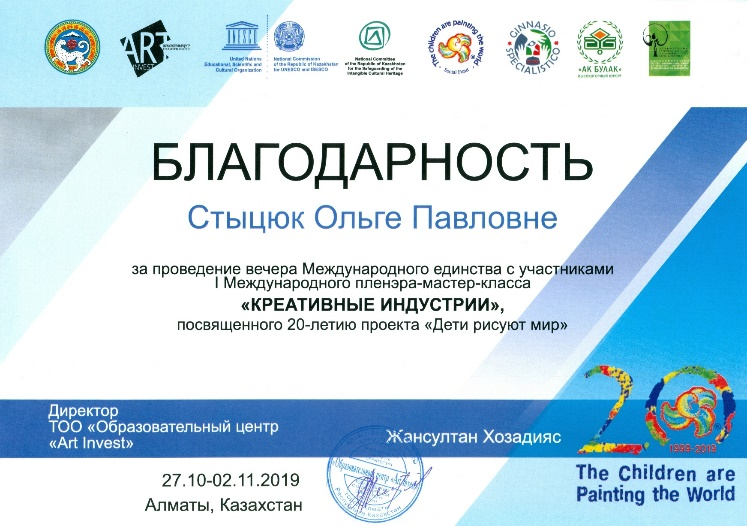 ART
INVEST
United Nations
Educational, Scientific and
Cultural Organization
National Commission
of the Republic of Kazakhstan
for UNESCO and ISESCO
National Committee
of the Republic of Kazakhstan
for the Safeguarding of the
Intangible Cultural Heritage
The children are painting the world
Social Fund
GINNASIO
SPECIALISTICO
«АК БУЛАК»
БЛАГОДАРНОСТЬ
Стыцюк Ольге Павловне
за проведение вечера Международного единства с участниками
I Международного пленэра-мастер-класса
«КРЕАТИВНЫЕ ИНДУСТРИИ»,
посвященного 20-летию проекта «Дети рисуют мир»
Директор
ТОО «Образовательный центр
«Art Invest»
Жансултан Хозадияс
20
1999-2019
The Children are
Painting the World
27.10-02.11.2019
Алматы, Казахстан